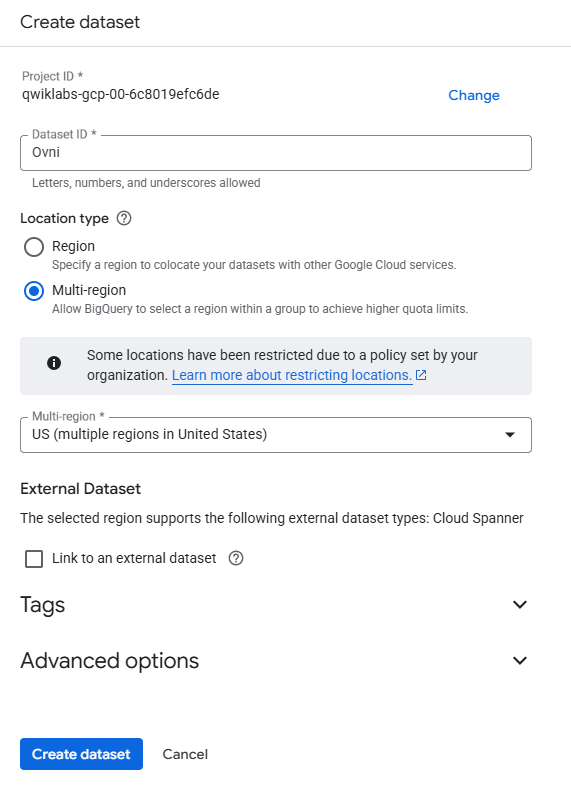 Create dataset
Project ID *
qwiklabs-gcp-00-6c8019efc6de
Change
Dataset ID *
Ovni
Letters, numbers, and underscores allowed
Location type
Region
Specify a region to colocate your datasets with other Google Cloud services.
Multi-region
Allow BigQuery to select a region within a group to achieve higher quota limits.
Some locations have been restricted due to a policy set by your
organization. Learn more about restricting locations.
Multi-region *
US (multiple regions in United States)
External Dataset
The selected region supports the following external dataset types: Cloud Spanner
Link to an external dataset
Tags
Advanced options
Create dataset Cancel